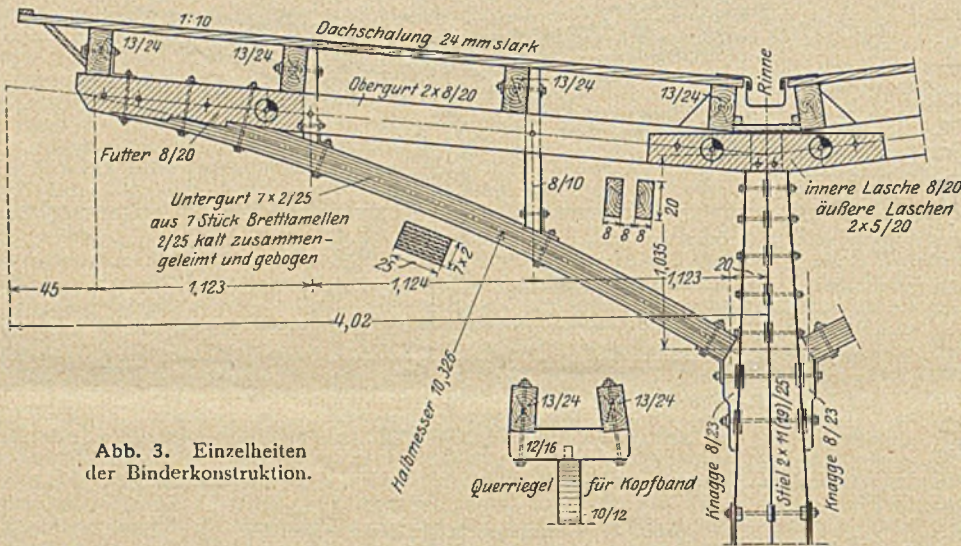 1:10
Dachschalung 24 mm stark
13/24
13/24
13/24
13/24
Rinne
Obergurt 2×8/20
Futter 8/20
Untergurt 7×2/25
aus 7 Stück Brettlamellen
2/25 kalt zusammen-
geleimt und gebogen
8/10
20
8 8 8
innere Lasche 8/20
äußere Laschen
2×5/20
25
7×2
1,035
20
45
1,123
1,124
1,123
4,02
Halbmesser 10,326
13/24
13/24
12/16
Querriegel für Kopfband
10/12
Knagge 8/23
Stiel 2×11(19)/25
Knagge 8/23
Abb. 3. Einzelheiten
der Binderkonstruktion.